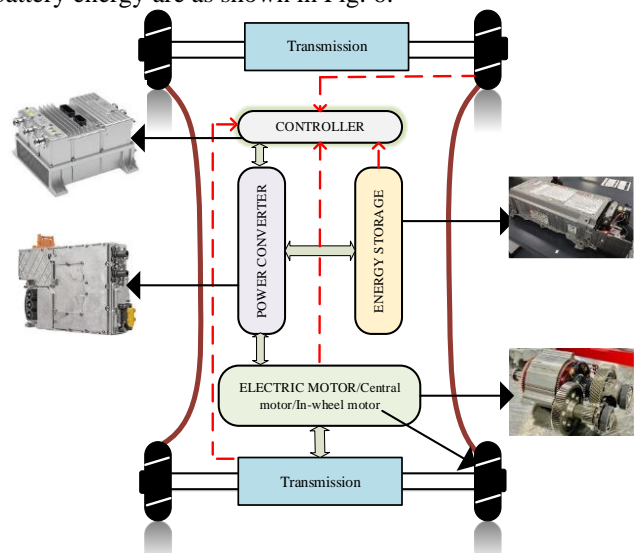 battery energy are as shown in Fig. 6.
Transmission
CONTROLLER
POWER CONVERTER
ENERGY STORAGE
ELECTRIC MOTOR/Central
motor/In-wheel motor
Transmission